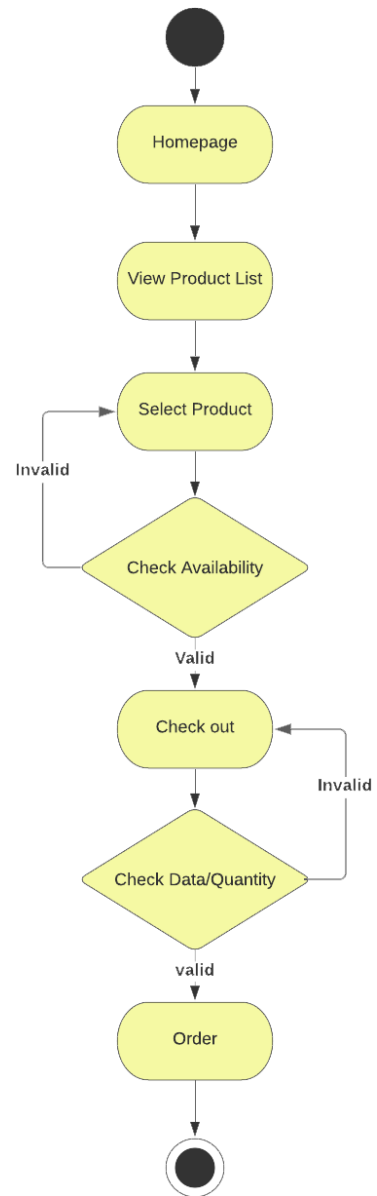 Homepage
View Product List
Select Product
Invalid
Check Availability
Valid
Check out
Invalid
Check Data/Quantity
valid
Order